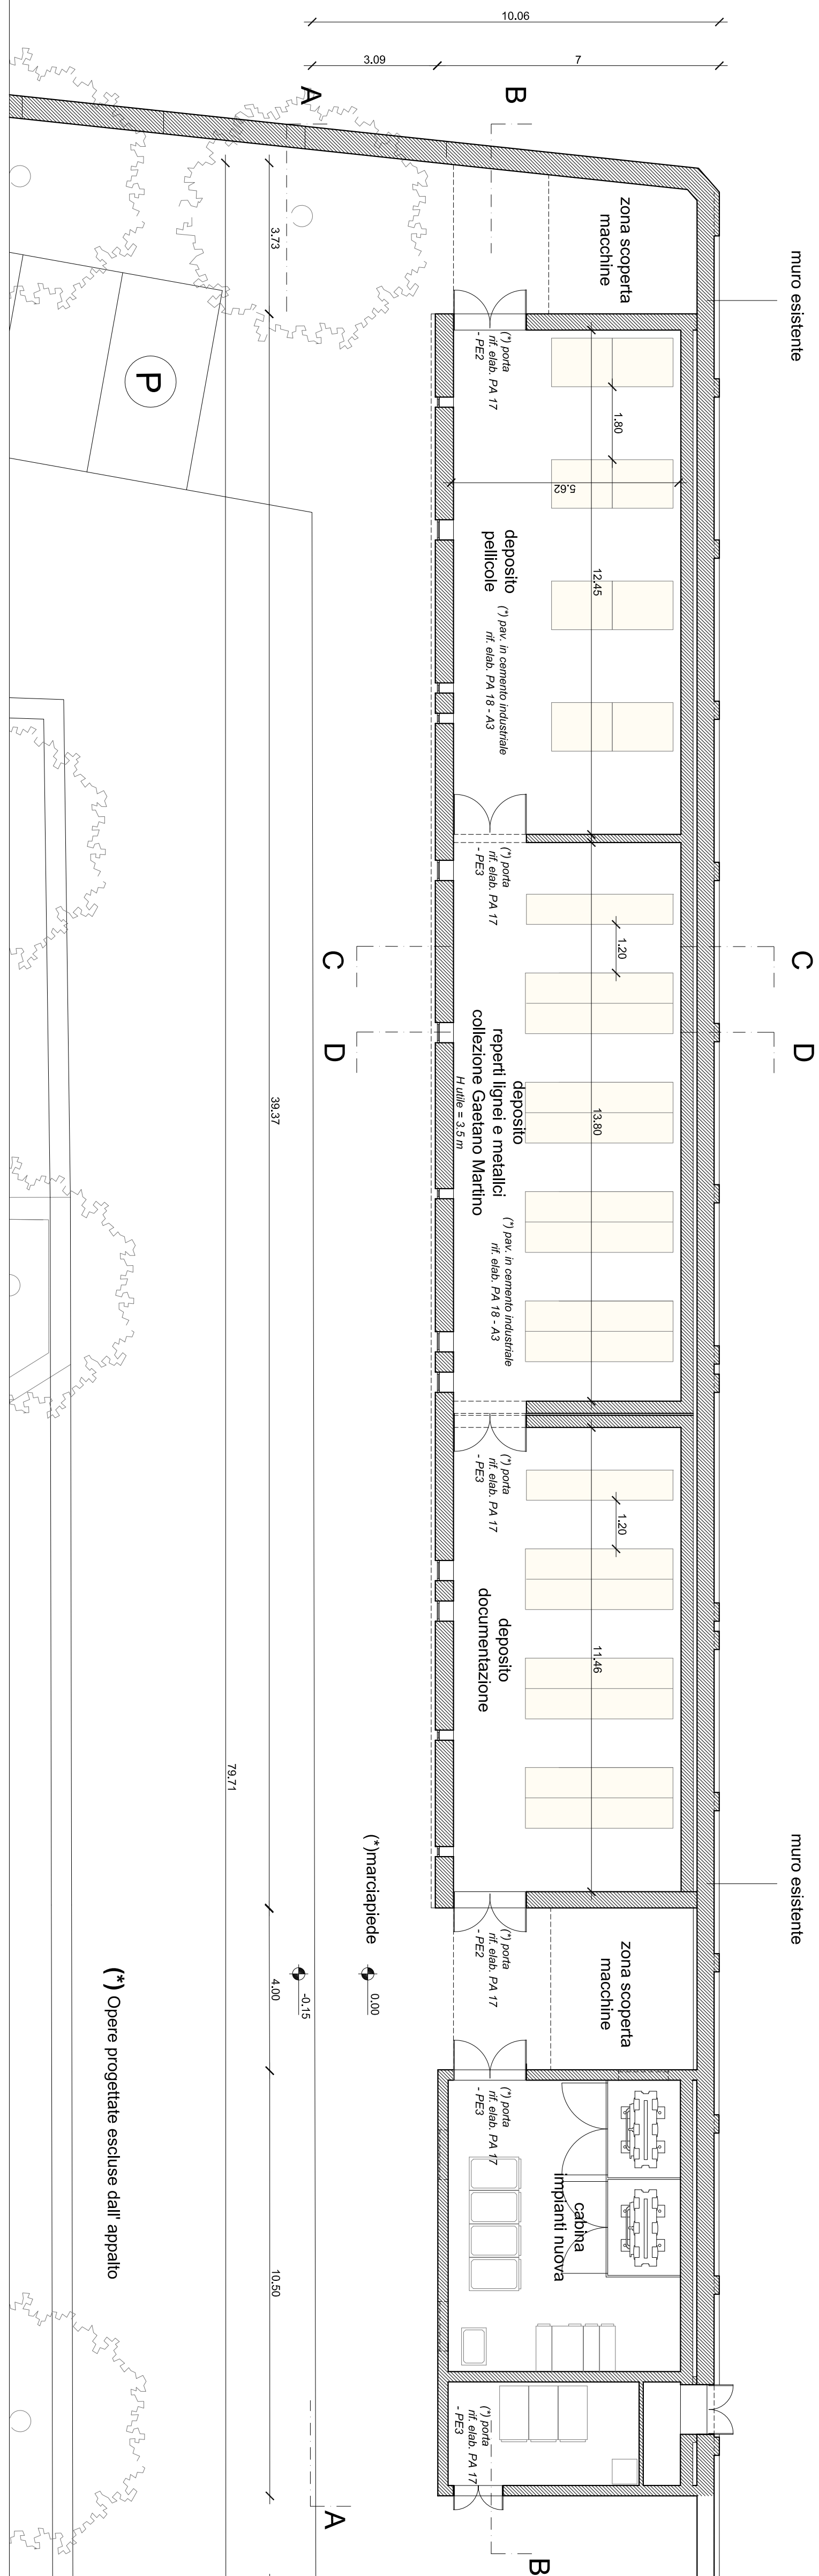 10.06
3.09
7
A
B
3.73
zona scoperta
macchine
muro esistente
P
(*) porta
rif. elab. PA 17
- PE2
1.80
5.62
12.45
deposito
pellicole
(*) pav. in cemento industriale
rif. elab. PA 18 - A3
(*) porta
rif. elab. PA 17
- PE3
1.20
C
C
D
D
39.37
13.80
deposito
reperti lignei e metallci
collezione Gaetano Martino
H utile = 3.5 m
(*) pav. in cemento industriale
rif. elab. PA 18 - A3
(*) porta
rif. elab. PA 17
- PE3
1.20
deposito
documentazione
11.46
79.71
muro esistente
(*)marciapiede
(*) porta
rif. elab. PA 17
- PE2
zona scoperta
macchine
0.00
-0.15
4.00
(*) Opere progettate escluse dall' appalto
(*) porta
rif. elab. PA 17
- PE3
cabina
impianti nuova
10.50
(*) porta
rif. elab. PA 17
- PE3
A
B